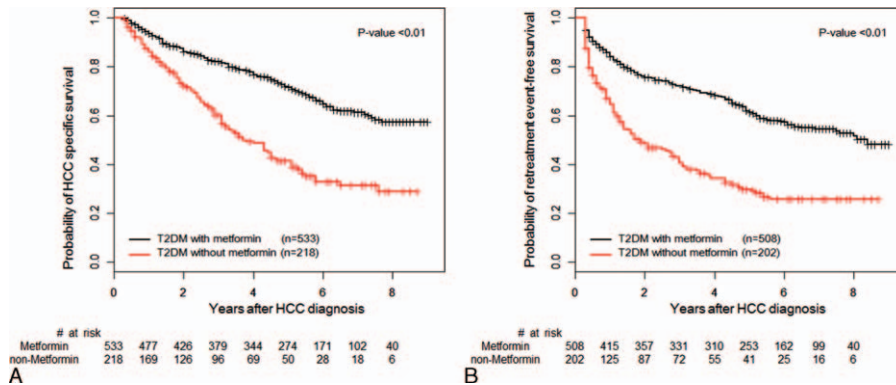 P-value <0.01
Probability of HCC specific survival
1.0
0.8
0.6
0.4
0.2
0.0
T2DM with metformin (n=533)
T2DM without metformin (n=218)
0 2 4 6 8
Years after HCC diagnosis
# at risk
Metformin 533 477 426 379 344 274 171 102 40
non-Metformin 218 169 126 96 69 50 28 18 6
A
P-value <0.01
Probability of retreatment event-free survival
1.0
0.8
0.6
0.4
0.2
0.0
T2DM with metformin (n=508)
T2DM without metformin (n=202)
0 2 4 6 8
Years after HCC diagnosis
# at risk
Metformin 508 415 357 331 310 253 162 99 40
non-Metformin 202 125 87 72 55 41 25 16 6
B